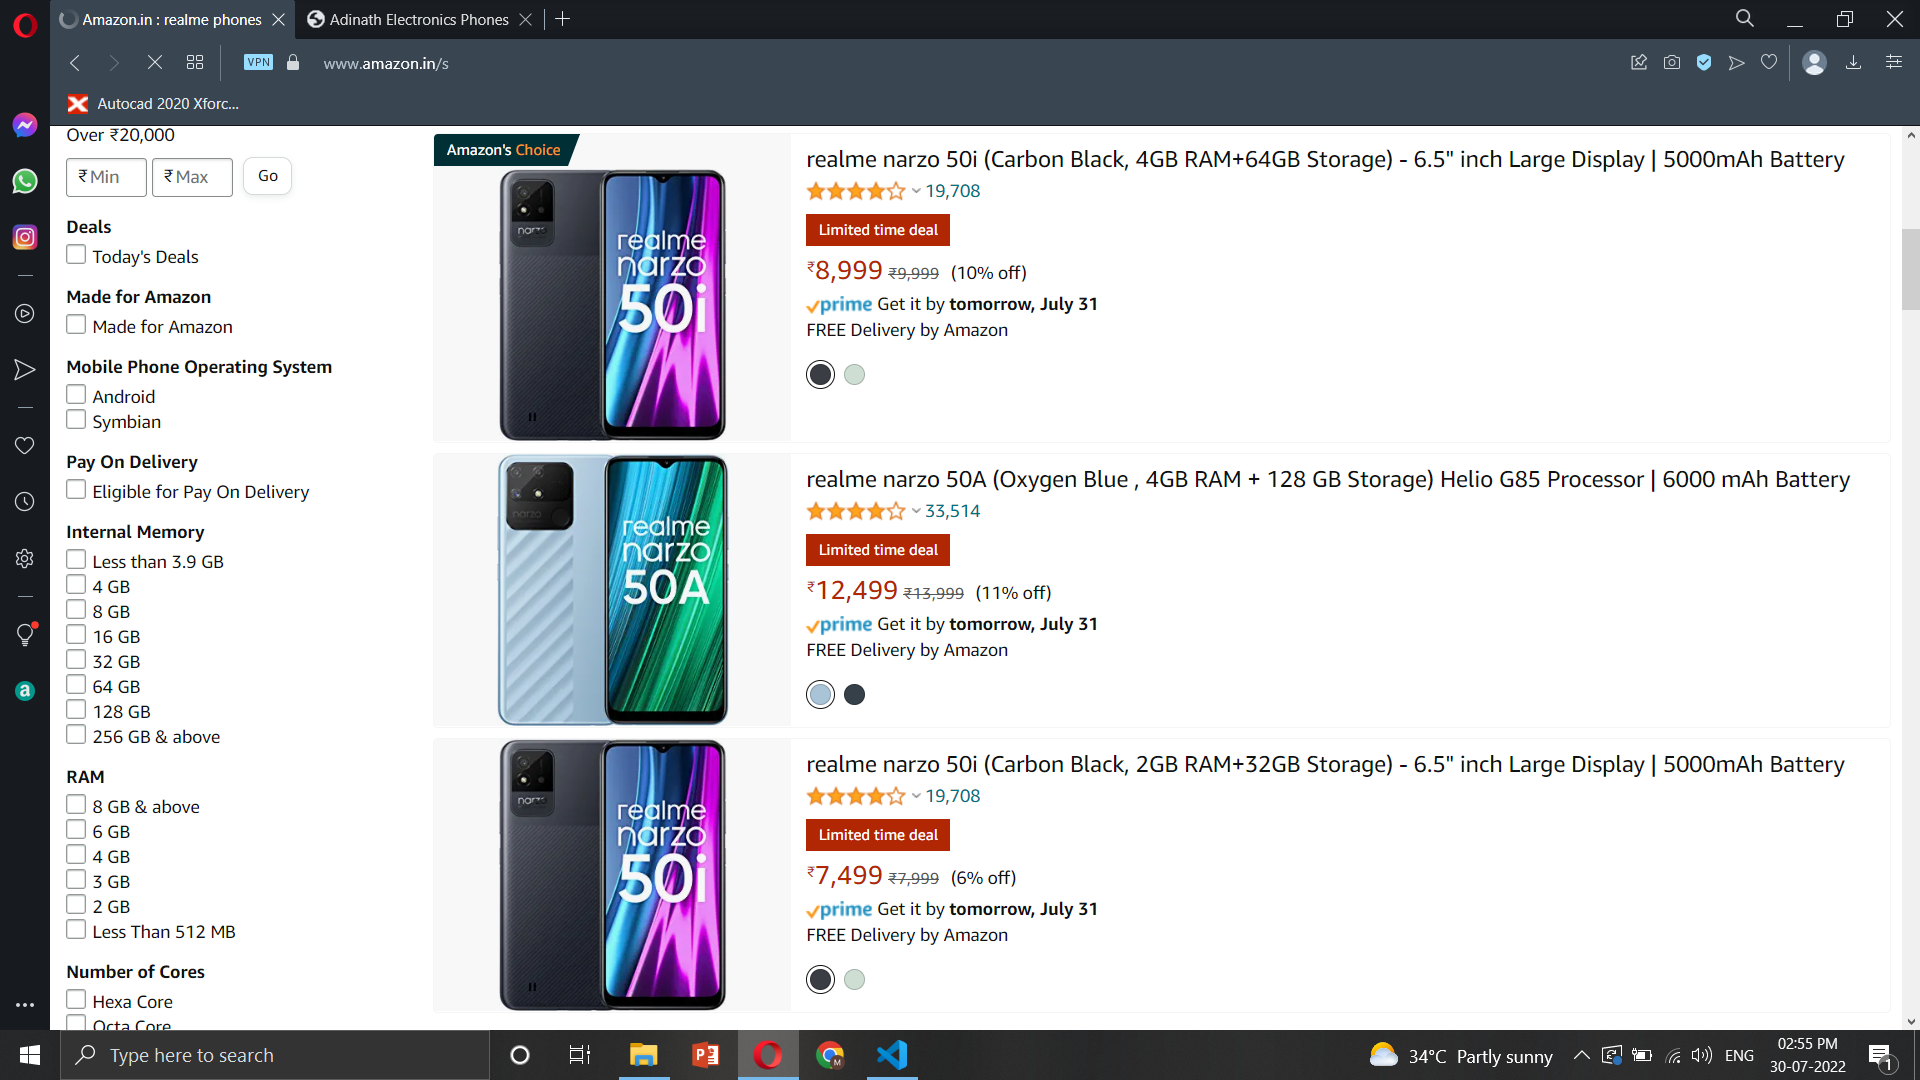 Amazon.in : realme phones
Adinath Electronics Phones
VPN
www.amazon.in/s
Autocad 2020 Xforc...
Over ₹20,000
₹ Min
₹ Max
Go
Deals
Today's Deals
Made for Amazon
Made for Amazon
Mobile Phone Operating System
Android
Symbian
Pay On Delivery
Eligible for Pay On Delivery
Internal Memory
Less than 3.9 GB
4 GB
8 GB
16 GB
32 GB
64 GB
128 GB
256 GB & above
RAM
8 GB & above
6 GB
4 GB
3 GB
2 GB
Less Than 512 MB
Number of Cores
Hexa Core
Octa Core
Amazon's Choice
narzo
realme
narzo
50i
realme narzo 50i (Carbon Black, 4GB RAM+64GB Storage) - 6.5" inch Large Display | 5000mAh Battery
19,708
Limited time deal
₹8,999 ₹9,999 (10% off)
prime Get it by tomorrow, July 31
FREE Delivery by Amazon
narzo
realme
narzo
50A
realme narzo 50A (Oxygen Blue , 4GB RAM + 128 GB Storage) Helio G85 Processor | 6000 mAh Battery
33,514
Limited time deal
₹12,499 ₹13,999 (11% off)
prime Get it by tomorrow, July 31
FREE Delivery by Amazon
narzo
realme
narzo
50i
realme narzo 50i (Carbon Black, 2GB RAM+32GB Storage) - 6.5" inch Large Display | 5000mAh Battery
19,708
Limited time deal
₹7,499 ₹7,999 (6% off)
prime Get it by tomorrow, July 31
FREE Delivery by Amazon
Type here to search
34°C Partly sunny
ENG
02:55 PM
30-07-2022
1